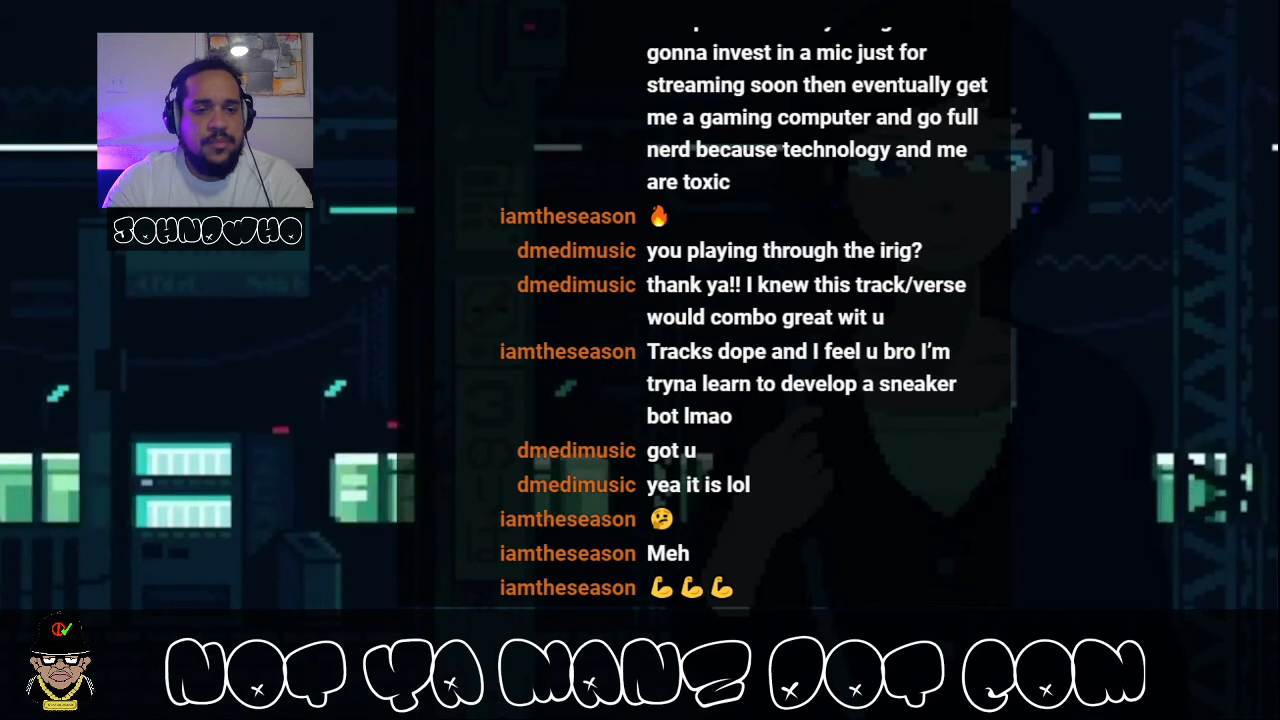 gonna invest in a mic just for
streaming soon then eventually get
me a gaming computer and go full
nerd because technology and me
are toxic
iamtheseason 🔥
dmedimusic you playing through the irig?
dmedimusic thank ya!! I knew this track/verse
would combo great wit u
iamtheseason Tracks dope and I feel u bro I’m
tryna learn to develop a sneaker
bot lmao
dmedimusic got u
dmedimusic yea it is lol
iamtheseason 🤔
iamtheseason Meh
iamtheseason 💪💪💪
JOHNDWHO
NOT YA MANZ DOT COM